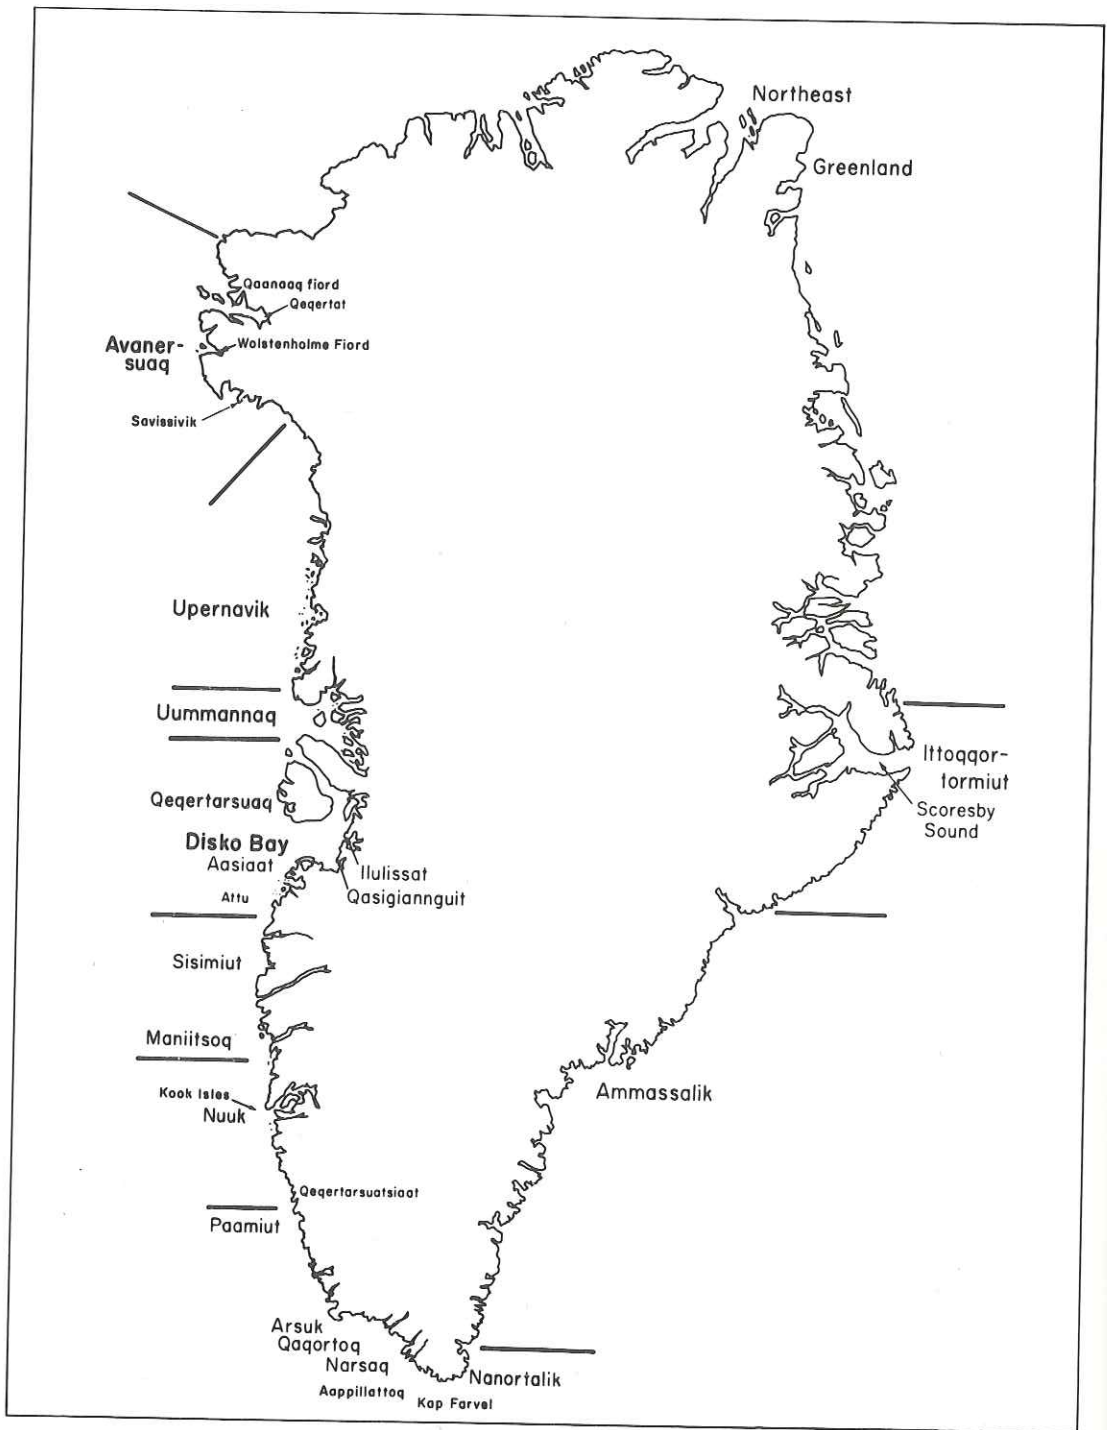 Northeast
Greenland
Qaanaaq fiord
Qeqertat
Avaner-
suaq
Wolstenholme Fiord
Savissivik
Upernavik
Uummannaq
Ittoqqor-
tormiut
Qeqertarsuaq
Scoresby
Sound
Disko Bay
Aasiaat
Ilulissat
Qasigiannguit
Attu
Sisimiut
Maniitsoq
Ammassalik
Kook Isles
Nuuk
Qeqertarsuatsiaat
Paamiut
Arsuk
Qaqortoq
Narsaq
Nanortalik
Aappillattoq
Kap Farvel